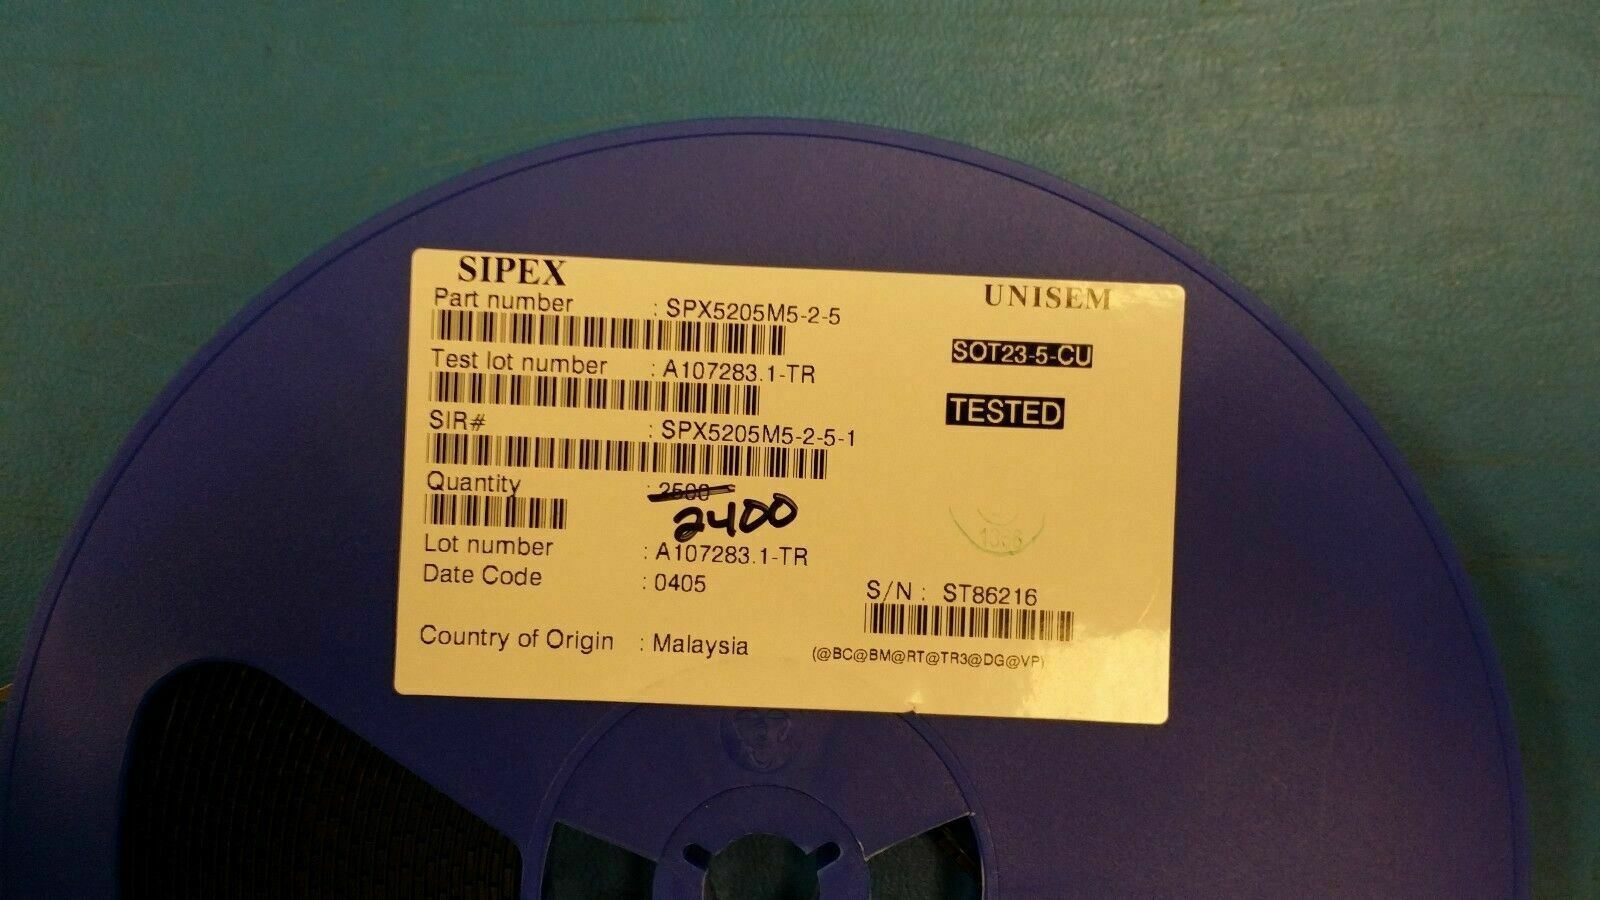 SIPEX
UNISEM
Part number : SPX5205M5-2-5
SOT23-5-CU
Test lot number : A107283.1-TR
TESTED
SIR# : SPX5205M5-2-5-1
Quantity : 2500
2400
Lot number : A107283.1-TR
Date Code : 0405
S/N : ST86216
Country of Origin : Malaysia
(@BC@BM@RT@TR3@DG@VP)